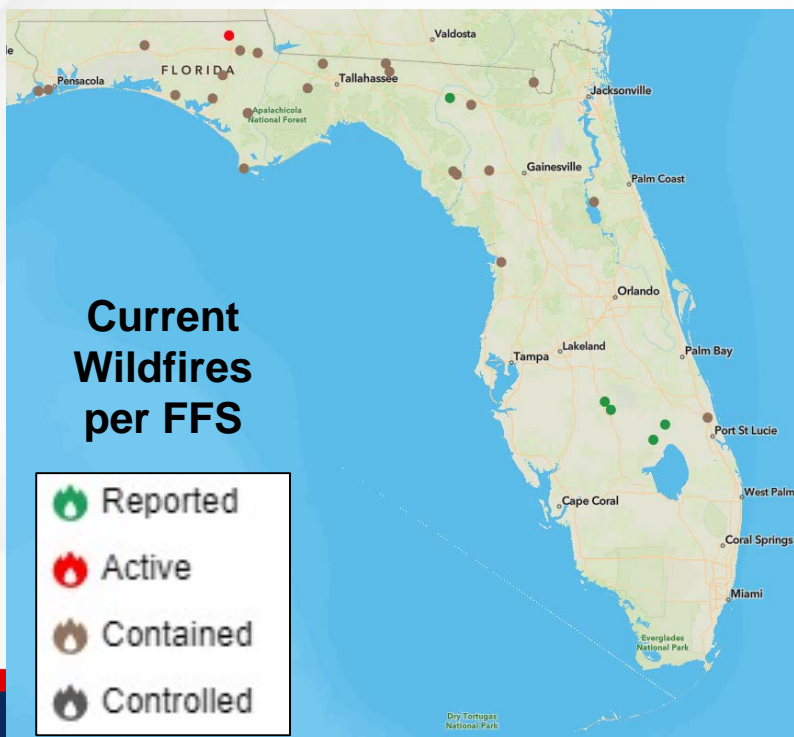 le
Valdosta
Pensacola
FLORIDA
Tallahassee
Jacksonville
Apalachicola
National Forest
Gainesville
Palm Coast
Orlando
Current
Wildfires
per FFS
Lakeland
Tampa
Palm Bay
Port St Lucie
Reported
West Palm
Cape Coral
Active
Coral Springs
Contained
Miami
Everglades
National Park
Controlled
Dry Tortugas
National Park